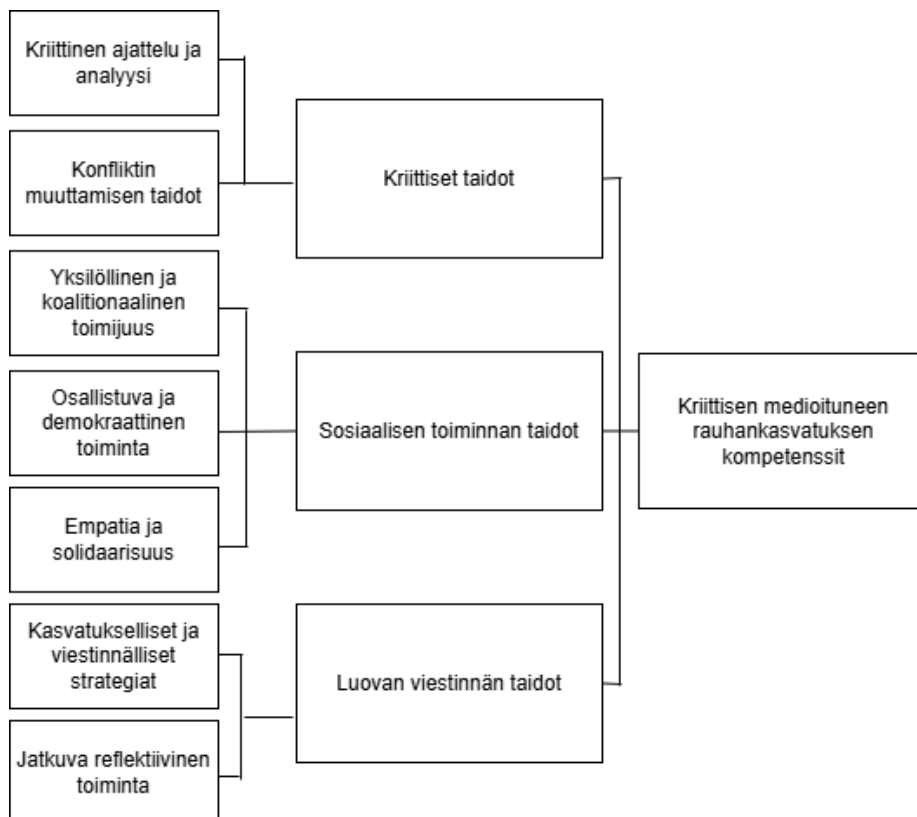 Kriittinen ajattelu ja
analyysi
Konfliktin
muuttamisen taidot
Yksilöllinen ja
koalitionaalinen
toimijuus
Osallistuva ja
demokraattinen
toiminta
Empatia ja
solidaarisuus
Kasvatukselliset ja
viestinnälliset
strategiat
Jatkuva reflektiivinen
toiminta
Kriittiset taidot
Sosiaalisen toiminnan taidot
Luovan viestinnän taidot
Kriittisen medioituneen
rauhankasvatuksen
kompetenssit